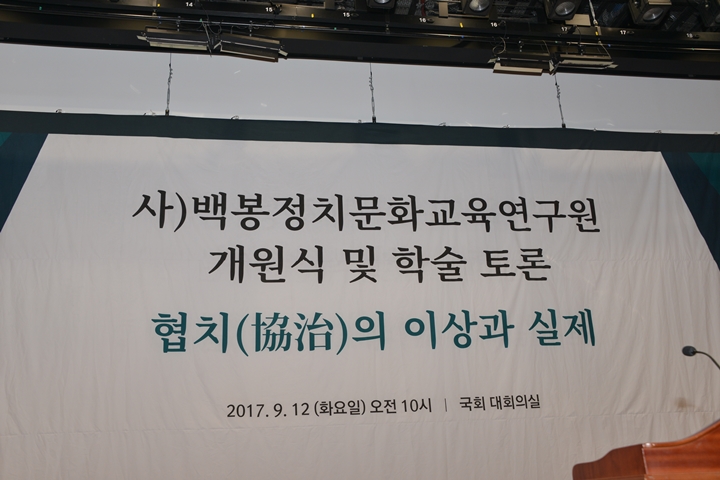 사)백봉정치문화교육연구원
개원식 및 학술 토론
협치(協治)의 이상과 실제
2017. 9. 12 (화요일) 오전 10시 | 국회 대회의실